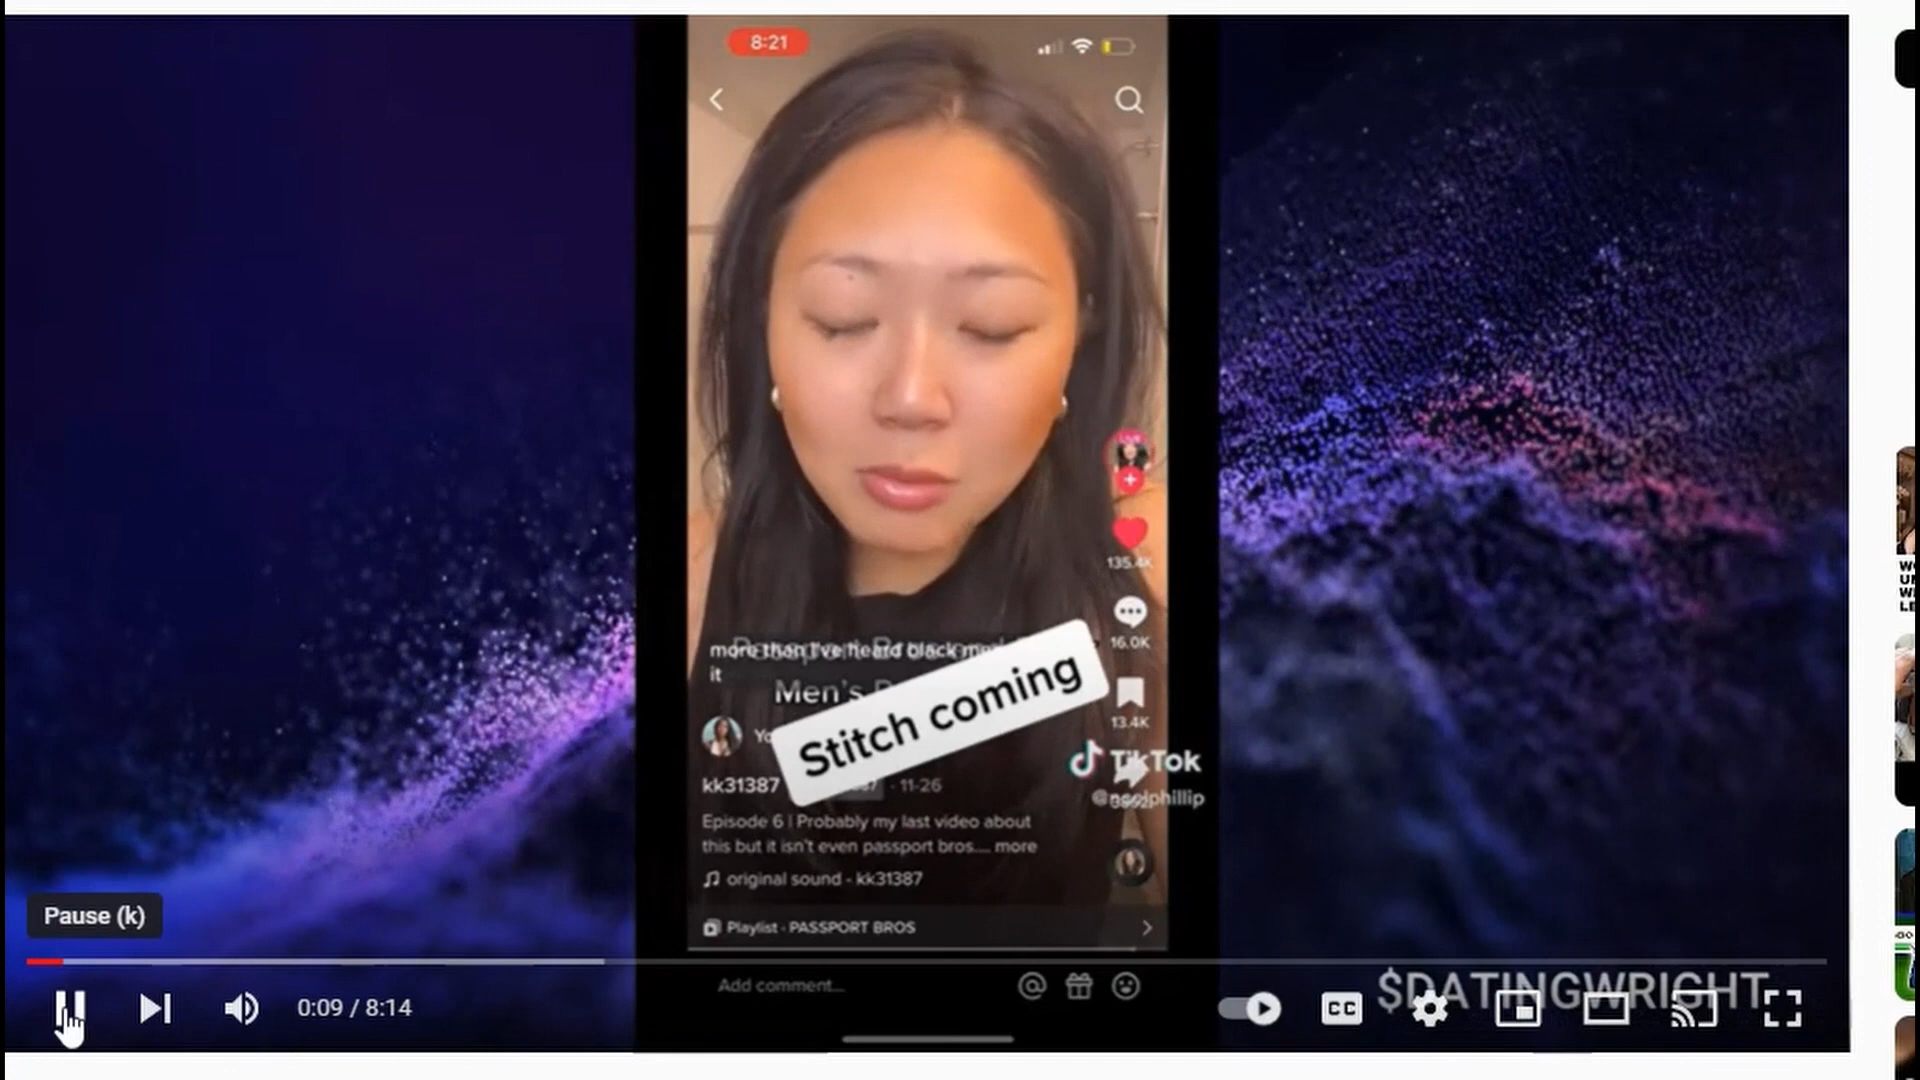 8:21
135.4K
more than I've heard black
it
16.0K
Men's
Stitch coming
13.4K
TikTok
kk31387
· 11-26
Episode 6 | Probably my last video about
this but it isn't even passport bros.... more
original sound - kk31387
Playlist · PASSPORT BROS
Add comment...
Pause (k)
0:09 / 8:14
CC
$DATINGWRIGHT